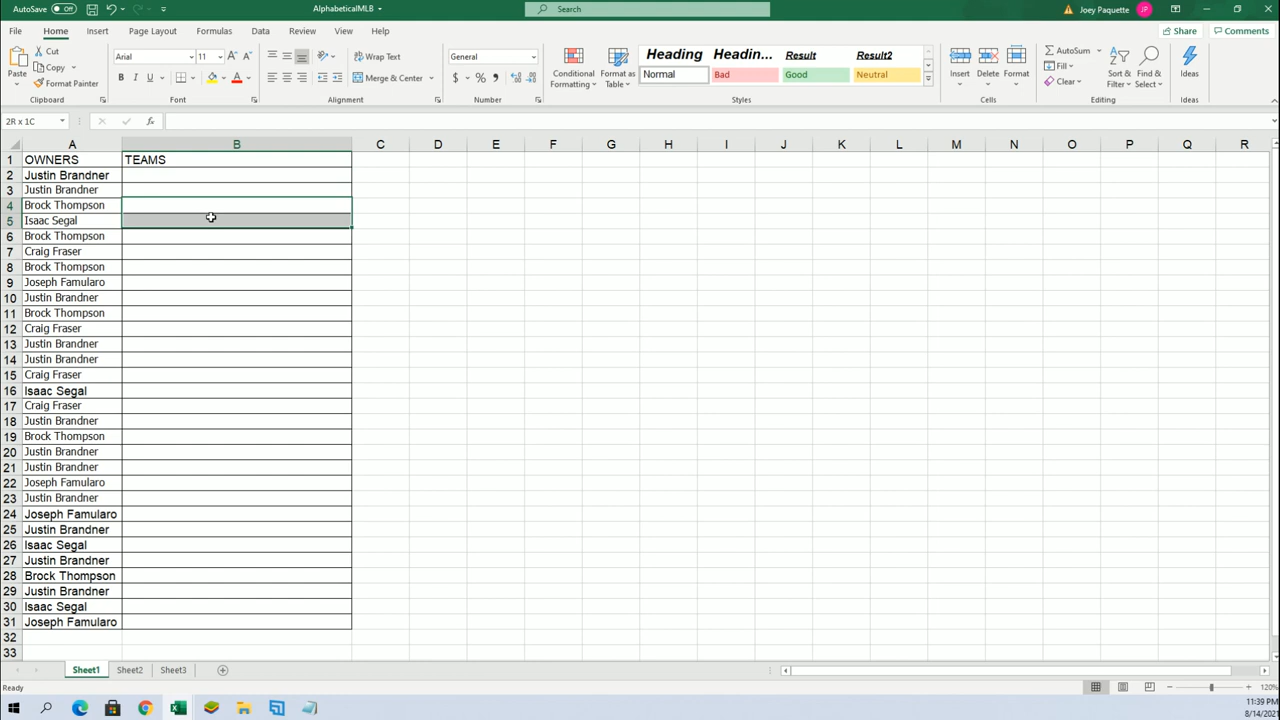 AutoSave Off AlphabeticalMLB Search Joey Paquette JP
File Home Insert Page Layout Formulas Data Review View Help Share Comments
Paste Cut Copy Format Painter Clipboard
Arial 11 A A B I U A Font
Wrap Text Merge & Center Alignment
General $ % Number
Conditional Formatting Format as Table
Heading Headin... Result Result2
Normal Bad Good Neutral
Styles
Insert Delete Format Cells
AutoSum Fill Clear Sort & Filter Find & Select Editing
Ideas Ideas
2R x 1C fx
A B C D E F G H I J K L M N O P Q R
1 OWNERS TEAMS
2 Justin Brandner
3 Justin Brandner
4 Brock Thompson
5 Isaac Segal
6 Brock Thompson
7 Craig Fraser
8 Brock Thompson
9 Joseph Famularo
10 Justin Brandner
11 Brock Thompson
12 Craig Fraser
13 Justin Brandner
14 Justin Brandner
15 Craig Fraser
16 Isaac Segal
17 Craig Fraser
18 Justin Brandner
19 Brock Thompson
20 Justin Brandner
21 Justin Brandner
22 Joseph Famularo
23 Justin Brandner
24 Joseph Famularo
25 Justin Brandner
26 Isaac Segal
27 Justin Brandner
28 Brock Thompson
29 Justin Brandner
30 Isaac Segal
31 Joseph Famularo
32
33
Sheet1 Sheet2 Sheet3
Ready 120%
11:39 PM
8/14/2021